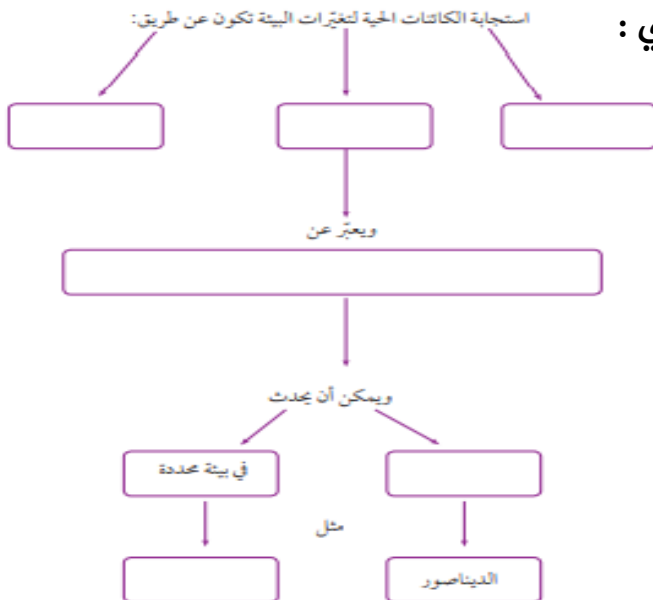 ي :
استجابة الكائنات الحية لتغيّرات البيئة تكون عن طريق:
ويعبّر عن
ويمكن أن يحدث
في بيئة محددة
مثل
الديناصور